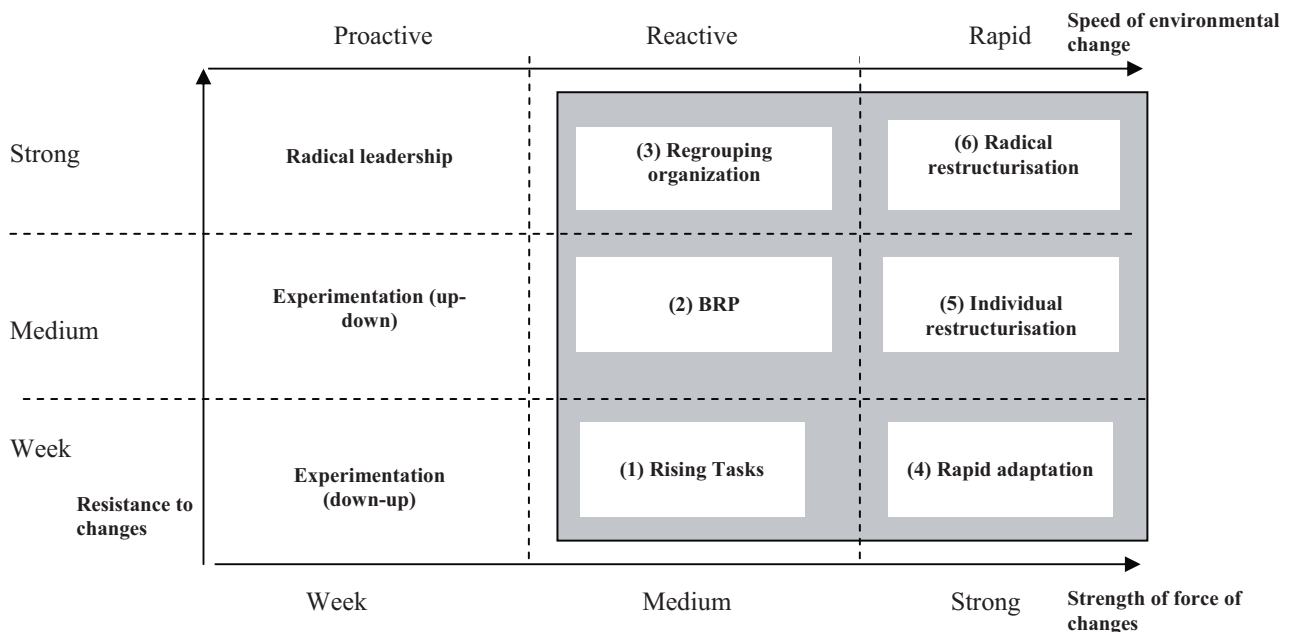 Proactive
Reactive
Rapid
Speed of environmental
change
Strong
Radical leadership
(3) Regrouping
organization
(6) Radical
restructurisation
Medium
Experimentation (up-
down)
(2) BRP
(5) Individual
restructurisation
Week
Experimentation
(down-up)
(1) Rising Tasks
(4) Rapid adaptation
Resistance to
changes
Week
Medium
Strong
Strength of force of
changes